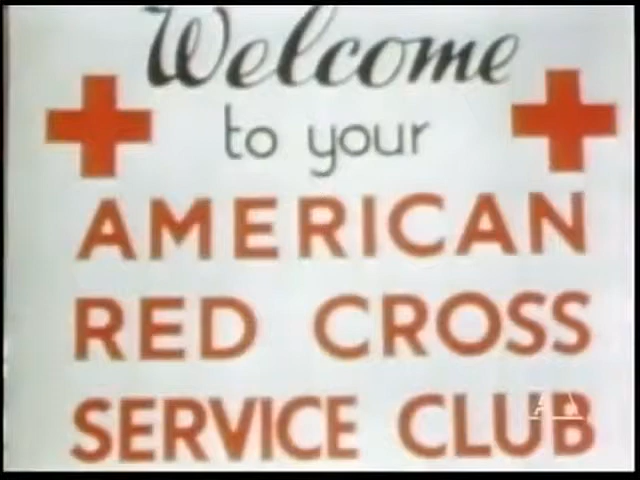 Welcome
to your
AMERICAN
RED CROSS
SERVICE CLUB